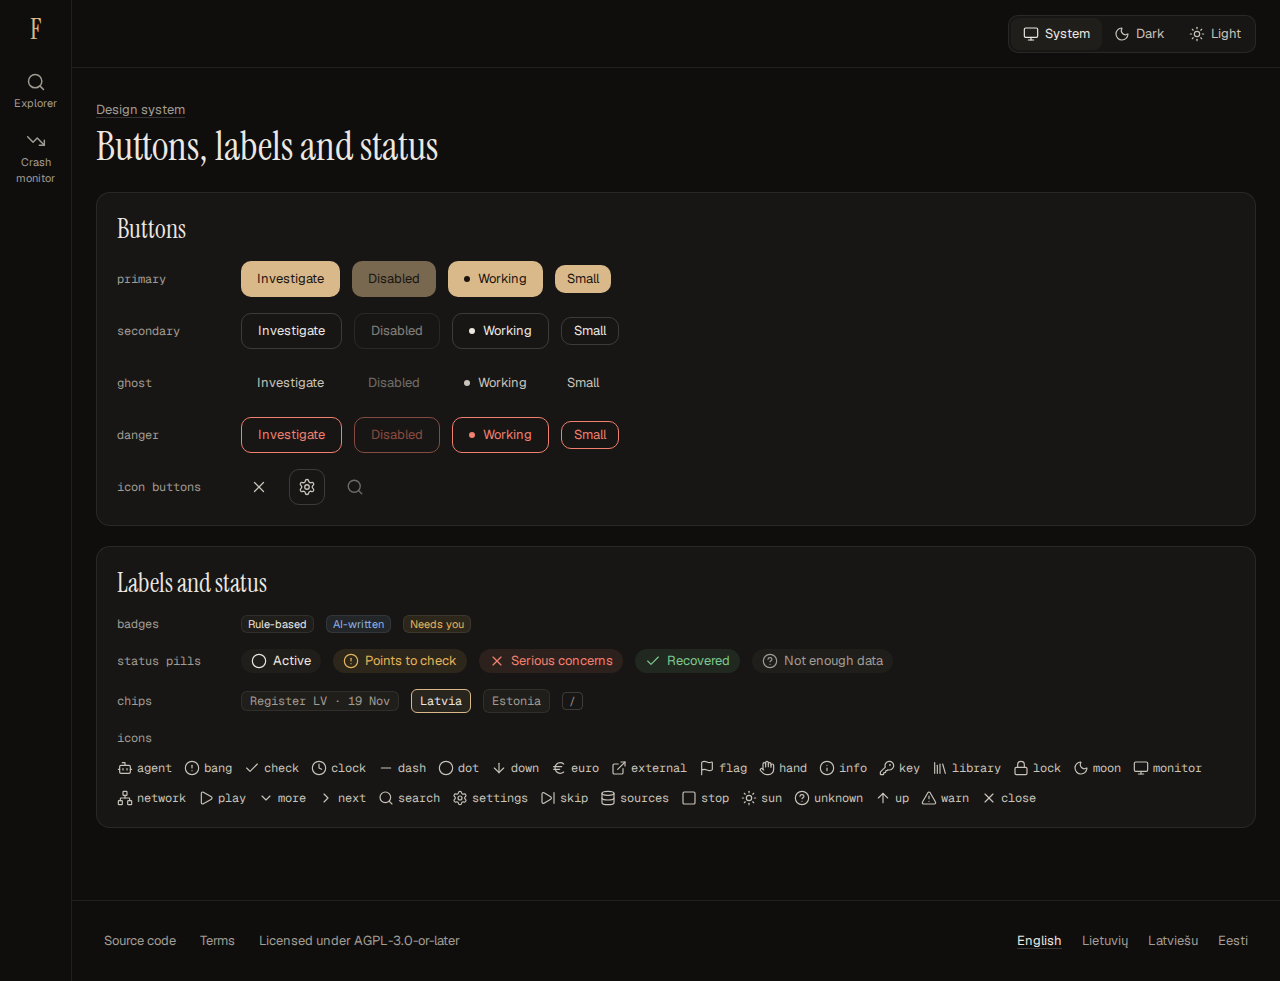 F
System Dark Light
Explorer
Crash
monitor
Design system
Buttons, labels and status
Buttons
primary Investigate Disabled Working Small
secondary Investigate Disabled Working Small
ghost Investigate Disabled Working Small
danger Investigate Disabled Working Small
icon buttons
Labels and status
badges Rule-based AI-written Needs you
status pills Active Points to check Serious concerns Recovered Not enough data
chips Register LV · 19 Nov Latvia Estonia /
icons
agent bang check clock dash dot down euro external flag hand info key library lock moon monitor
network play more next search settings skip sources stop sun unknown up warn close
Source code Terms Licensed under AGPL-3.0-or-later English Lietuvių Latviešu Eesti